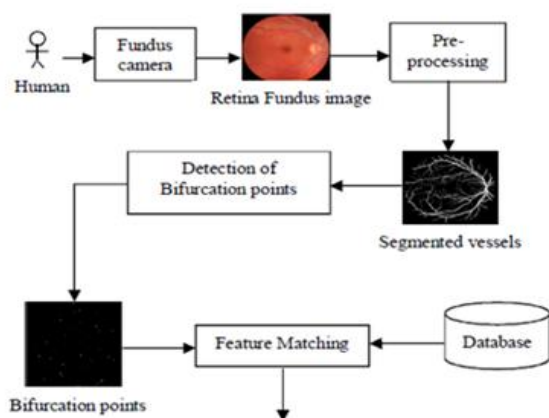 Human
Fundus
camera
Retina Fundus image
Pre-
processing
Segmented vessels
Detection of
Bifurcation points
Bifurcation points
Feature Matching
Database